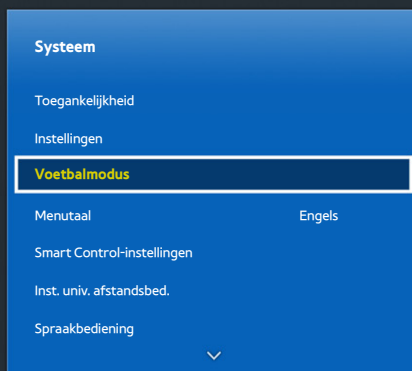 Systeem
Toegankelijkheid
Instellingen
Voetbalmodus
Menutaal Engels
Smart Control-instellingen
Inst. univ. afstandsbed.
Spraakbediening